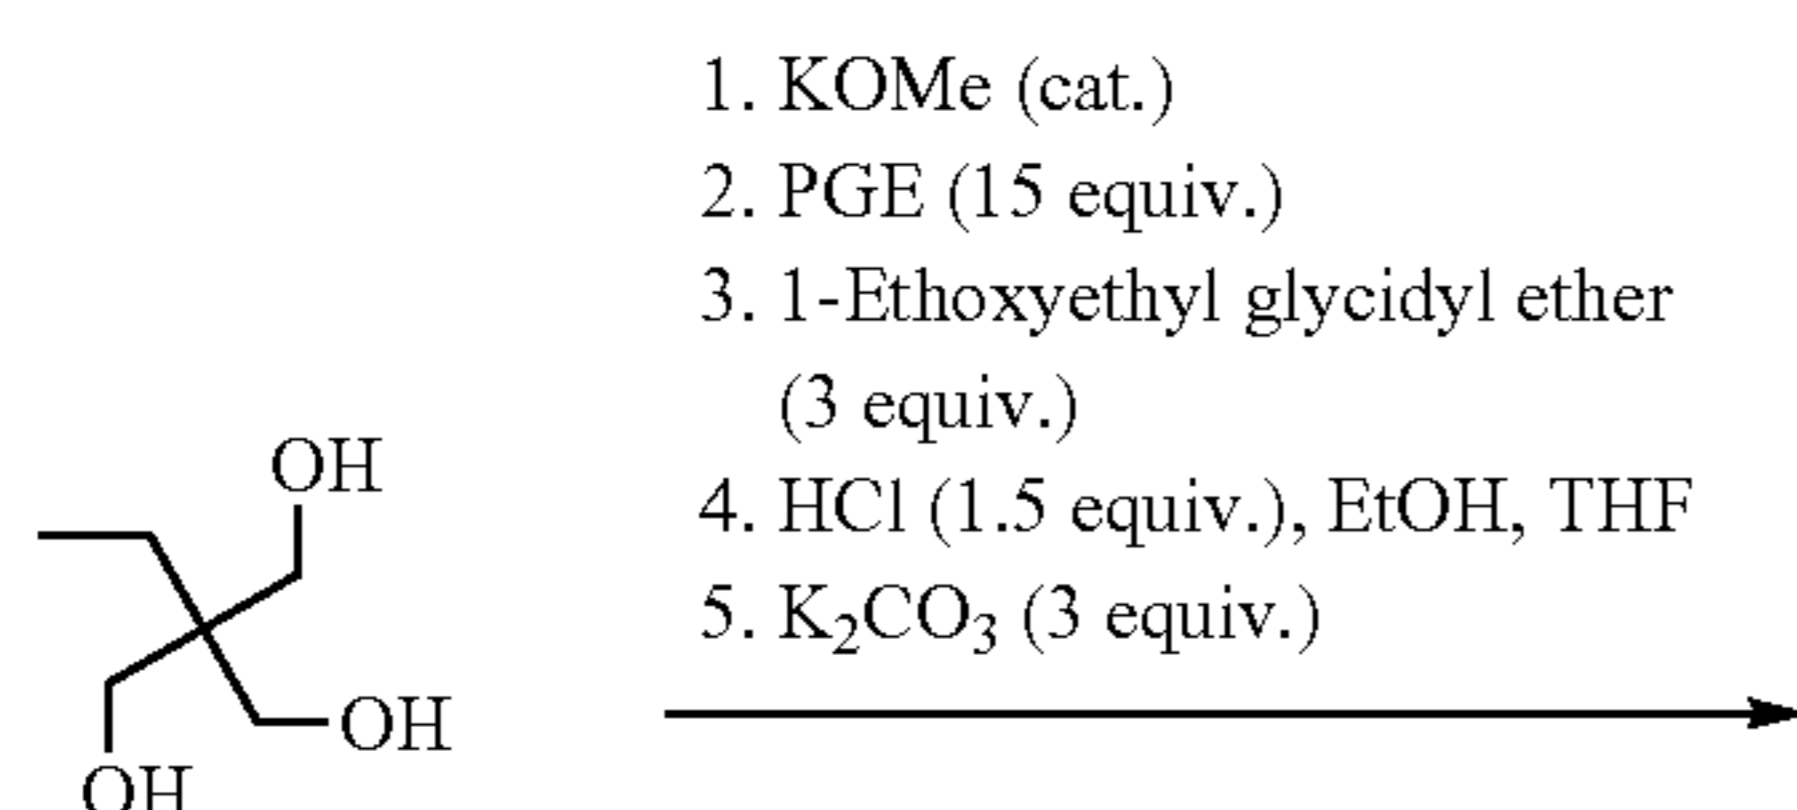 1. KOMe (cat.)
2. PGE (15 equiv.)
3. 1-Ethoxyethyl glycidyl ether
(3 equiv.)
4. HCl (1.5 equiv.), EtOH, THF
5. K₂CO₃ (3 equiv.)
OH
OH
OH